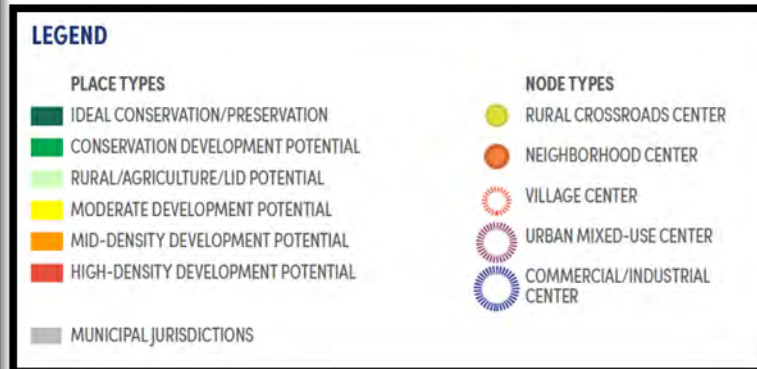 LEGEND
PLACE TYPES
IDEAL CONSERVATION/PRESERVATION
CONSERVATION DEVELOPMENT POTENTIAL
RURAL/AGRICULTURE/LID POTENTIAL
MODERATE DEVELOPMENT POTENTIAL
MID-DENSITY DEVELOPMENT POTENTIAL
HIGH-DENSITY DEVELOPMENT POTENTIAL
MUNICIPAL JURISDICTIONS
NODE TYPES
RURAL CROSSROADS CENTER
NEIGHBORHOOD CENTER
VILLAGE CENTER
URBAN MIXED-USE CENTER
COMMERCIAL/INDUSTRIAL
CENTER